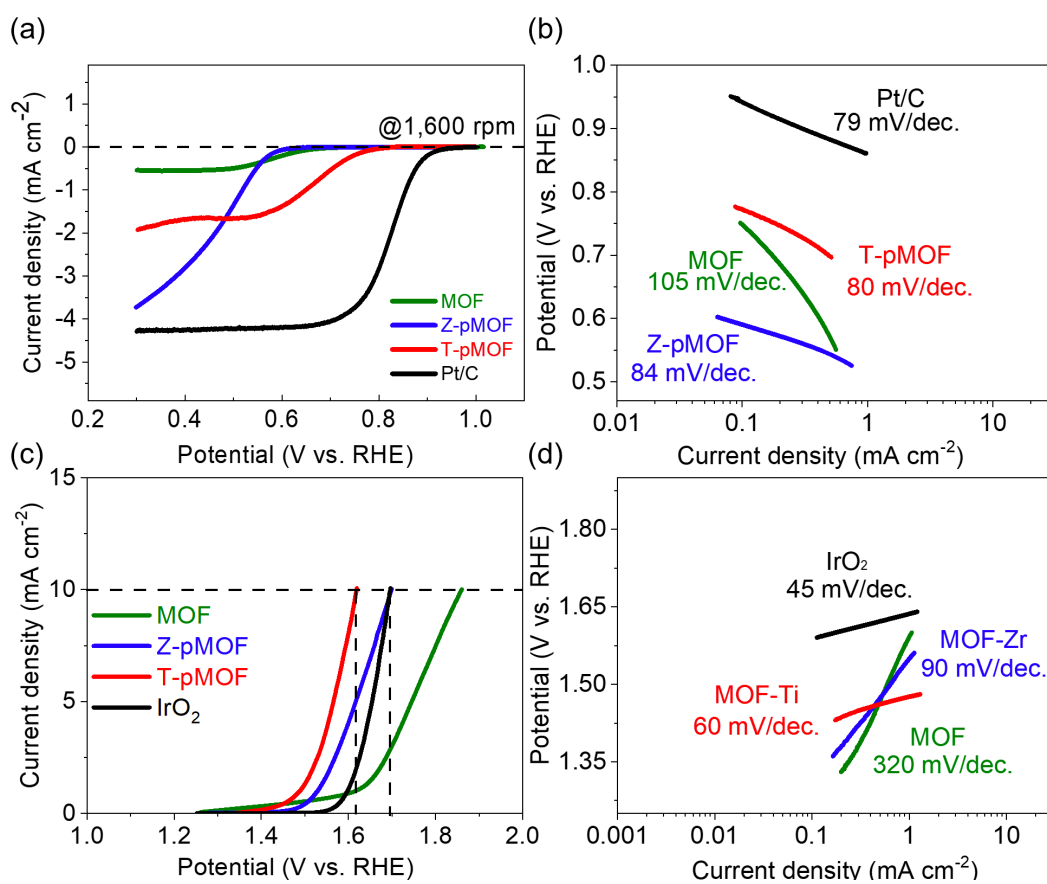 (a)
Current density (mA cm⁻²)
1
0
-1
-2
-3
-4
-5
@1,600 rpm
MOF
Z-pMOF
T-pMOF
Pt/C
0.2 0.4 0.6 0.8 1.0
Potential (V vs. RHE)
(b)
Potential (V vs. RHE)
1.0
0.9
0.8
0.7
0.6
0.5
Pt/C
79 mV/dec.
MOF
105 mV/dec.
T-pMOF
80 mV/dec.
Z-pMOF
84 mV/dec.
0.01 0.1 1 10
Current density (mA cm⁻²)
(c)
Current density (mA cm⁻²)
15
10
5
0
MOF
Z-pMOF
T-pMOF
IrO₂
1.0 1.2 1.4 1.6 1.8 2.0
Potential (V vs. RHE)
(d)
Potential (V vs. RHE)
1.80
1.65
1.50
1.35
IrO₂
45 mV/dec.
MOF-Zr
90 mV/dec.
MOF-Ti
60 mV/dec.
MOF
320 mV/dec.
0.001 0.01 0.1 1 10
Current density (mA cm⁻²)